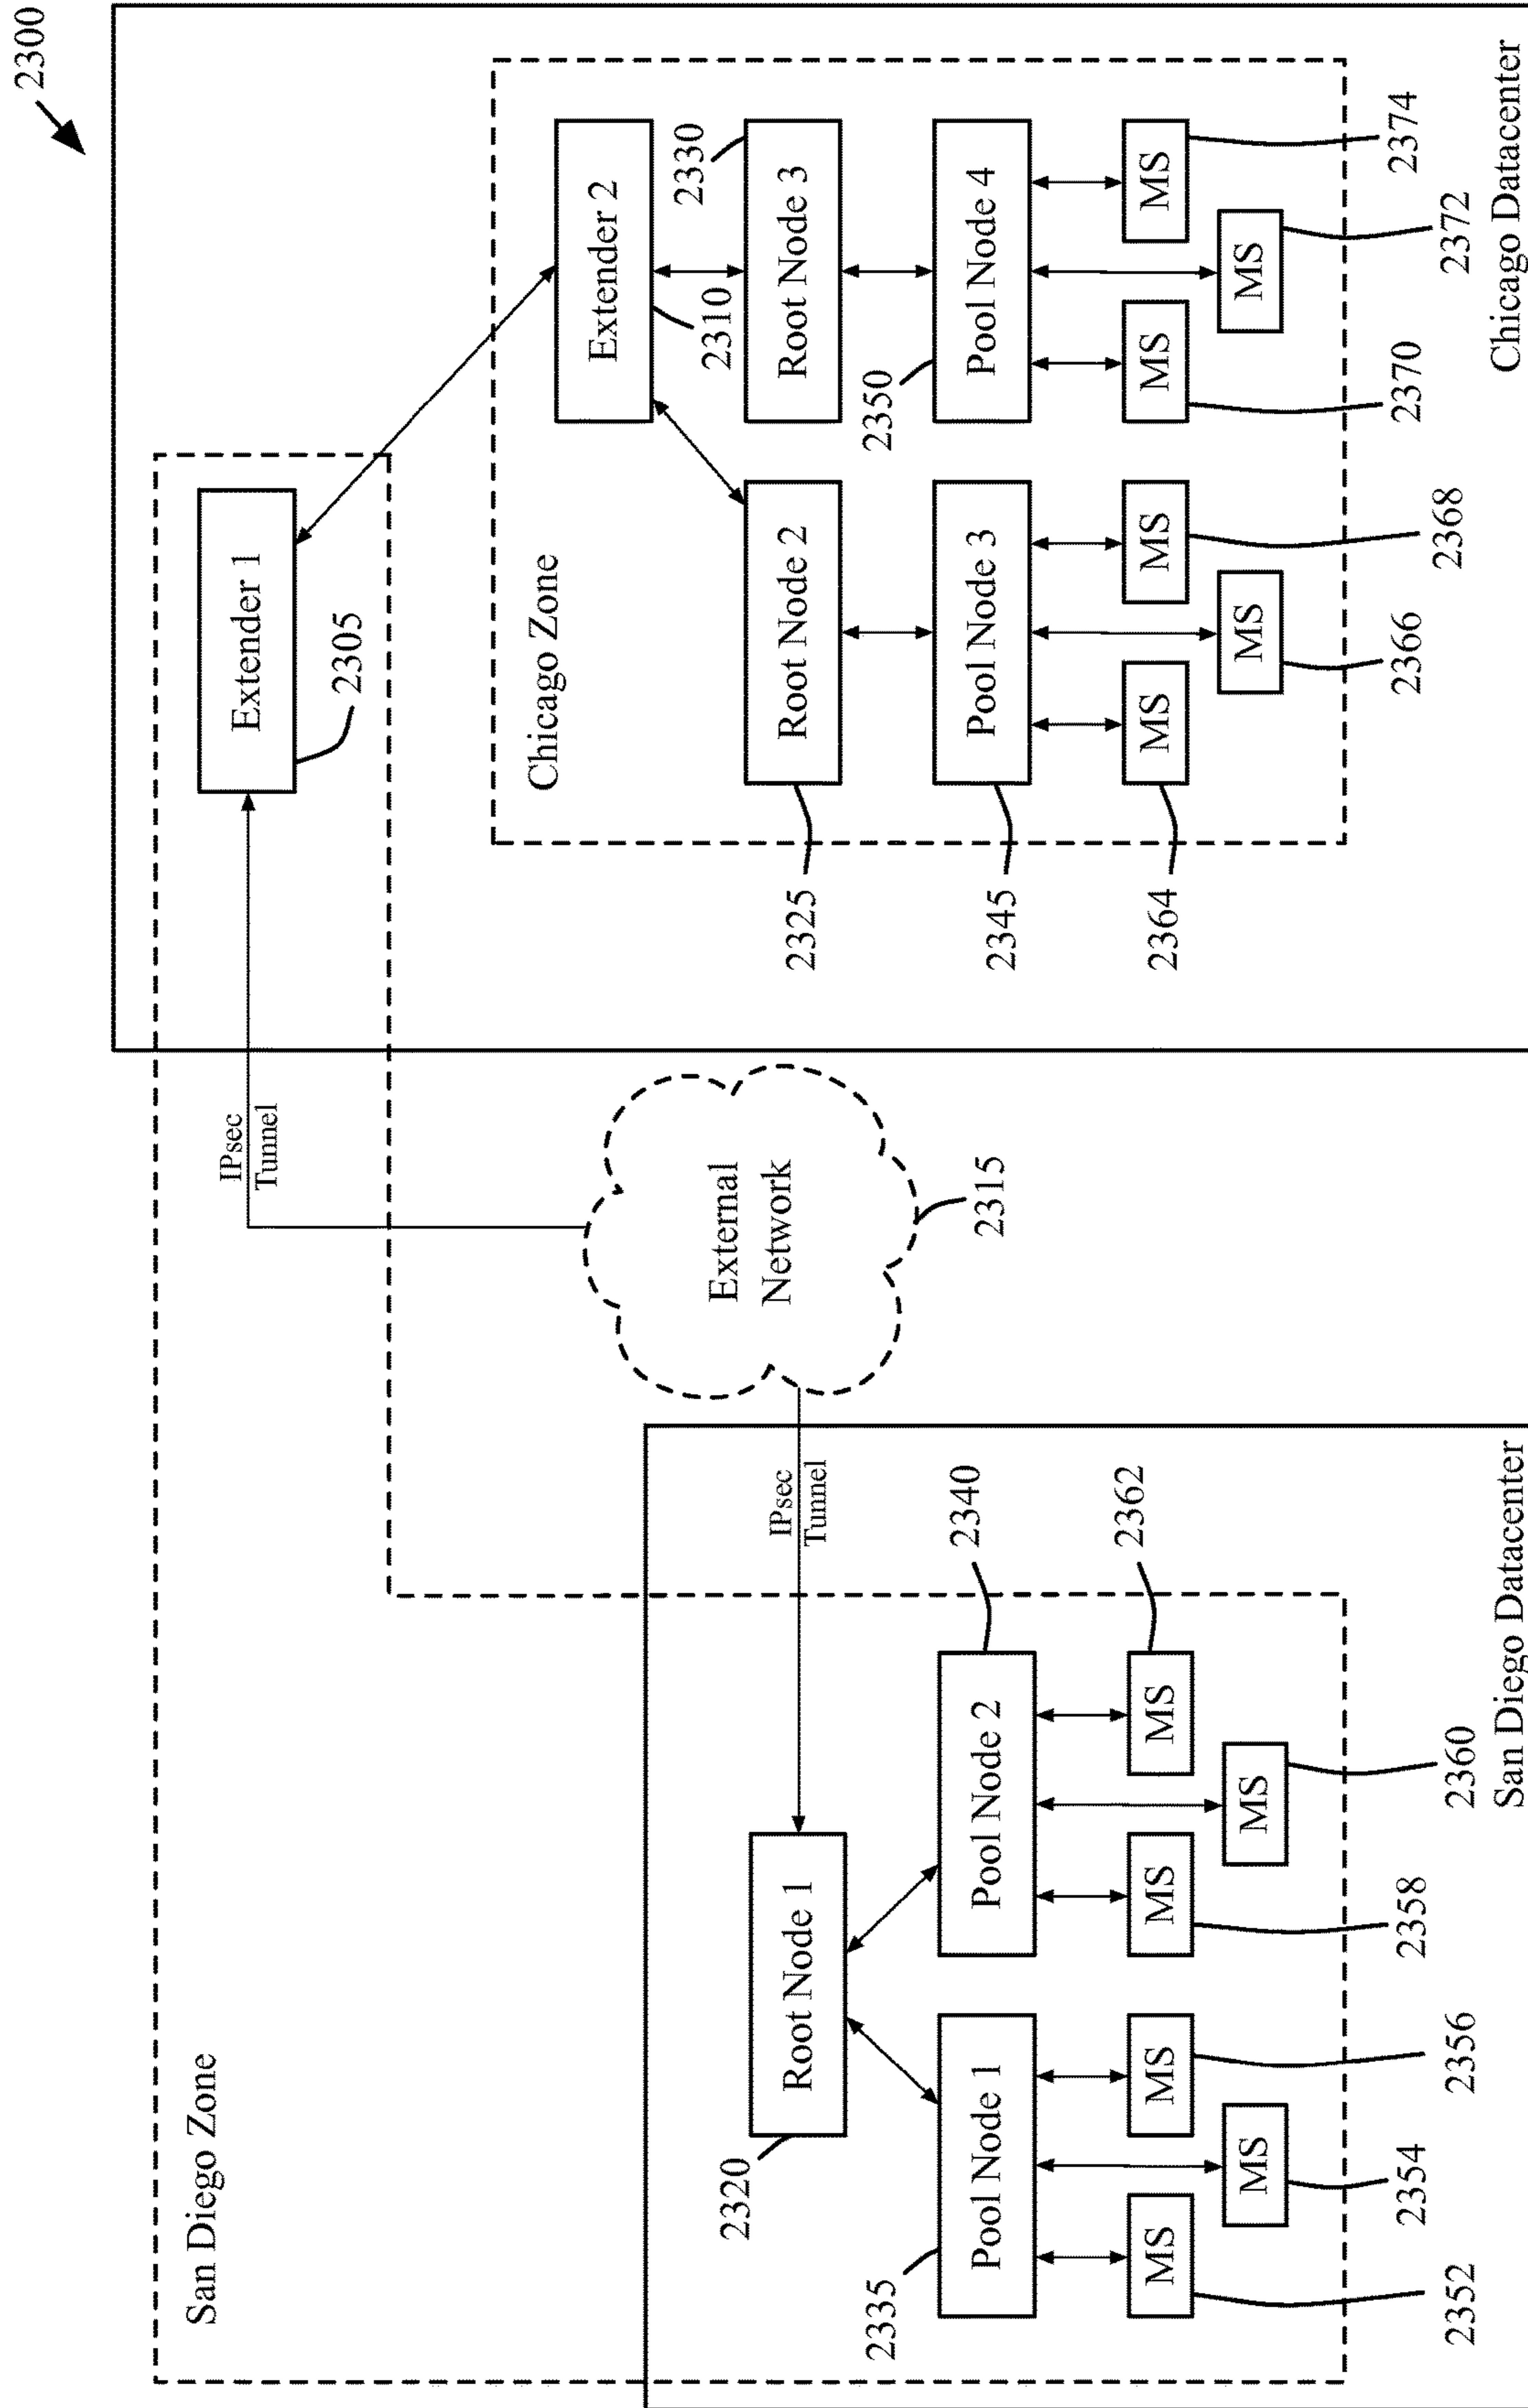 2300
San Diego Zone
Extender 1
2305
IPsec
Tunnel
Chicago Zone
Extender 2
2310
External
Network
2315
IPsec
Tunnel
Root Node 1
2320
Root Node 2
2325
Root Node 3
2330
Pool Node 1
2335
Pool Node 2
2340
Pool Node 3
2345
Pool Node 4
2350
MS
MS
MS
MS
MS
MS
MS
MS
MS
MS
MS
MS
2352
2354
2356
2358
2360
2362
2364
2366
2368
2370
2372
2374
San Diego Datacenter
Chicago Datacenter